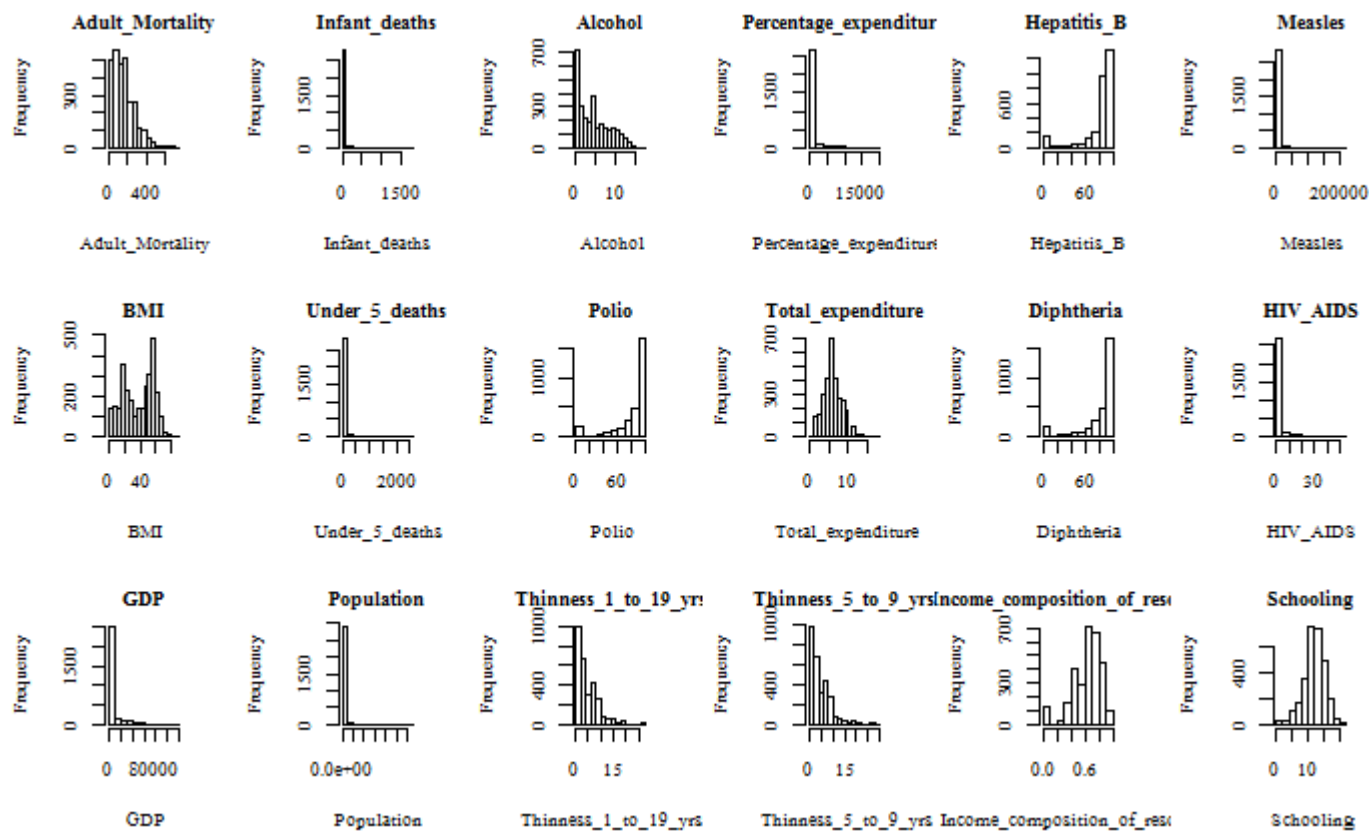 Adult_Mortality Infant_deaths Alcohol Percentage_expenditur Hepatitis_B Measles
Frequency Frequency Frequency Frequency Frequency Frequency
0 300 0 1500 0 300 700 0 1500 0 600 0 1500
0 400 0 1500 0 10 0 15000 0 60 0 200000
Adult_Mortality Infant_deaths Alcohol Percentage_expenditure Hepatitis_B Measles
BMI Under_5_deaths Polio Total_expenditure Diphtheria HIV_AIDS
Frequency Frequency Frequency Frequency Frequency Frequency
0 200 500 0 1500 0 1000 0 300 700 0 1000 0 1500
0 40 0 2000 0 60 0 10 0 60 0 30
BMI Under_5_deaths Polio Total_expenditure Diphtheria HIV_AIDS
GDP Population Thinness_1_to_19_yrs Thinness_5_to_9_yrs Income_composition_of_reso Schooling
Frequency Frequency Frequency Frequency Frequency Frequency
0 1500 0 1500 0 400 1000 0 400 1000 0 300 700 0 400
0 80000 0.0e+00 0 15 0 15 0.0 0.6 0 10
GDP Population Thinness_1_to_19_yrs Thinness_5_to_9_yrs Income_composition_of_reso Schooling